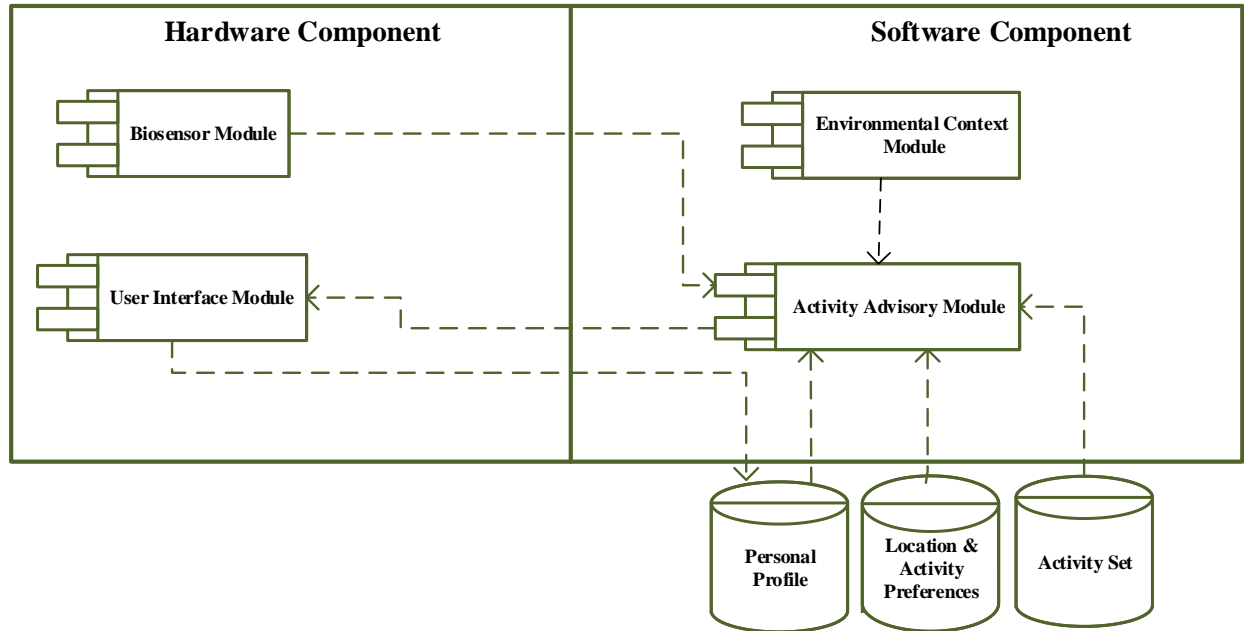 Hardware Component
Software Component
Biosensor Module
Environmental Context
Module
User Interface Module
Activity Advisory Module
Personal
Profile
Location &
Activity
Preferences
Activity Set